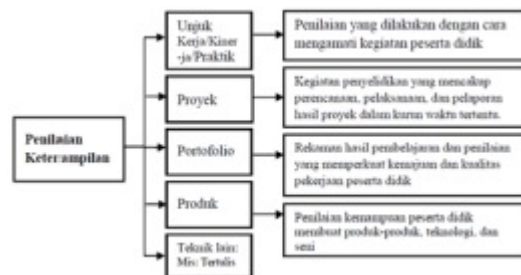 Penilaian
Keterampilan
Unjuk
Kerja/Kiner
-ja/Praktik
Penilaian yang dilakukan dengan cara
mengamati kegiatan peserta didik
Proyek
Kegiatan penyelidikan yang mencakup
perencanaan, pelaksanaan, dan pelaporan
hasil proyek dalam kurun waktu tertentu.
Portofolio
Rekaman hasil pembelajaran dan penilaian
yang memperkuat kemajuan dan kualitas
pekerjaan peserta didik
Produk
Penilaian kemampuan peserta didik
membuat produk-produk, teknologi, dan
seni
Teknik lain:
Mis: Tertulis